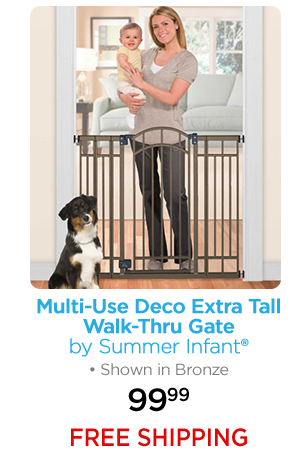 Multi-Use Deco Extra Tall
Walk-Thru Gate
by Summer Infant®
• Shown in Bronze
99⁹⁹
FREE SHIPPING